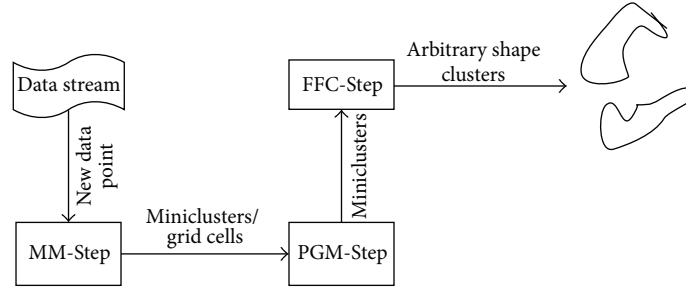 Data stream
New data
point
MM-Step
Miniclusters/
grid cells
PGM-Step
Miniclusters
FFC-Step
Arbitrary shape
clusters